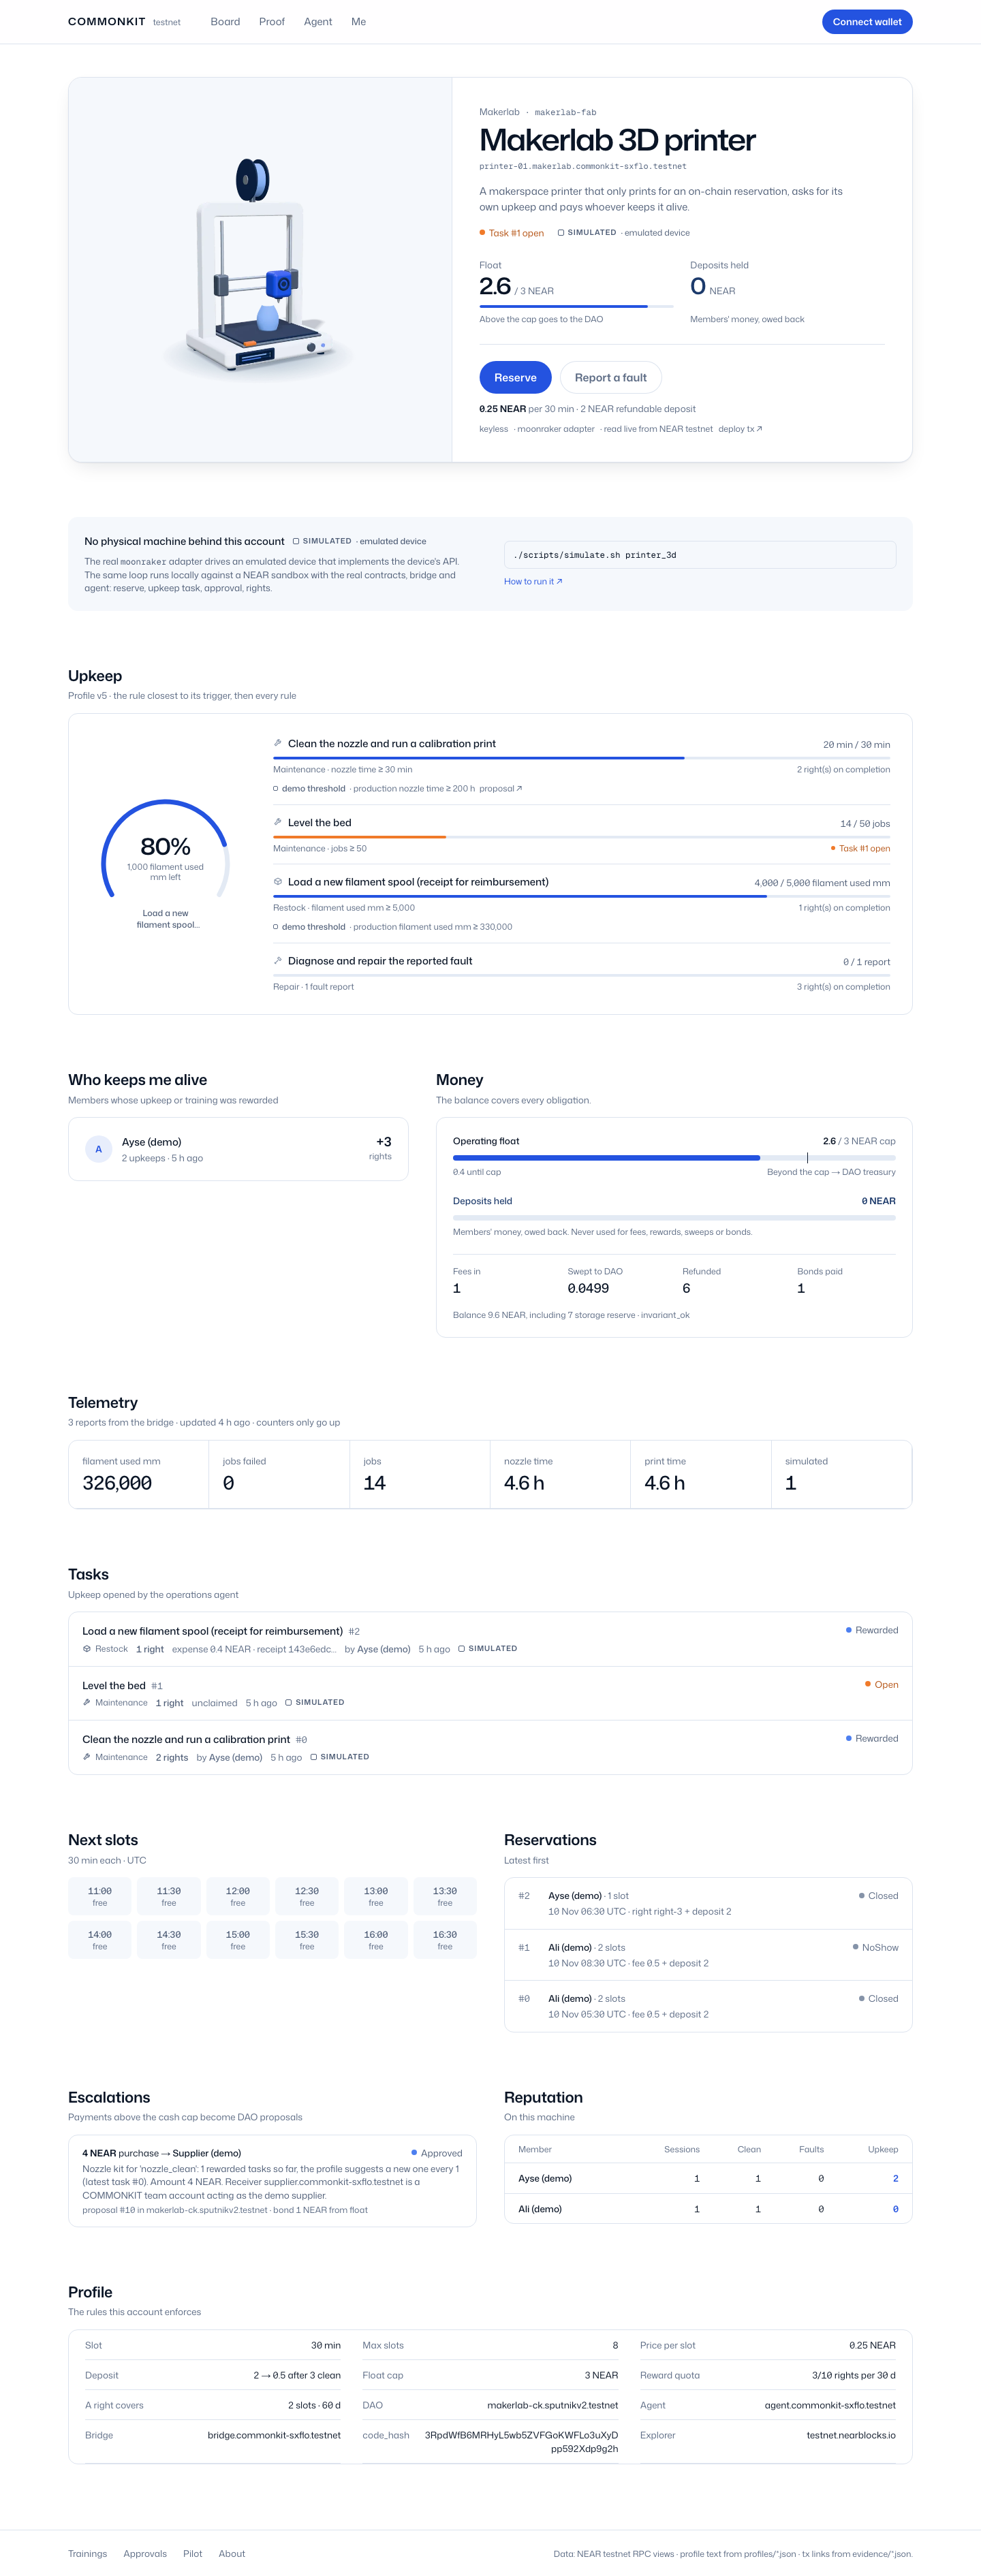 COMMONKIT testnet Board Proof Agent Me Connect wallet
Makerlab · makerlab-fab
Makerlab 3D printer
printer-01.makerlab.commonkit-sxflo.testnet
A makerspace printer that only prints for an on-chain reservation, asks for its
own upkeep and pays whoever keeps it alive.
Task #1 open SIMULATED · emulated device
Float
2.6 / 3 NEAR
Above the cap goes to the DAO
Deposits held
0 NEAR
Members' money, owed back
Reserve Report a fault
0.25 NEAR per 30 min · 2 NEAR refundable deposit
keyless · moonraker adapter · read live from NEAR testnet deploy tx ↗
No physical machine behind this account SIMULATED · emulated device
The real moonraker adapter drives an emulated device that implements the device's API.
The same loop runs locally against a NEAR sandbox with the real contracts, bridge and
agent: reserve, upkeep task, approval, rights.
./scripts/simulate.sh printer_3d
How to run it ↗
Upkeep
Profile v5 · the rule closest to its trigger, then every rule
80%
1,000 filament used
mm left
Load a new
filament spool...
Clean the nozzle and run a calibration print 20 min / 30 min
Maintenance · nozzle time ≥ 30 min 2 right(s) on completion
demo threshold · production nozzle time ≥ 200 h proposal ↗
Level the bed 14 / 50 jobs
Maintenance · jobs ≥ 50 Task #1 open
Load a new filament spool (receipt for reimbursement) 4,000 / 5,000 filament used mm
Restock · filament used mm ≥ 5,000 1 right(s) on completion
demo threshold · production filament used mm ≥ 330,000
Diagnose and repair the reported fault 0 / 1 report
Repair · 1 fault report 3 right(s) on completion
Who keeps me alive
Members whose upkeep or training was rewarded
A
Ayse (demo) +3
2 upkeeps · 5 h ago rights
Money
The balance covers every obligation.
Operating float 2.6 / 3 NEAR cap
0.4 until cap Beyond the cap → DAO treasury
Deposits held 0 NEAR
Members' money, owed back. Never used for fees, rewards, sweeps or bonds.
Fees in Swept to DAO Refunded Bonds paid
1 0.0499 6 1
Balance 9.6 NEAR, including 7 storage reserve · invariant_ok
Telemetry
3 reports from the bridge · updated 4 h ago · counters only go up
filament used mm jobs failed jobs nozzle time print time simulated
326,000 0 14 4.6 h 4.6 h 1
Tasks
Upkeep opened by the operations agent
Load a new filament spool (receipt for reimbursement) #2 Rewarded
Restock 1 right expense 0.4 NEAR · receipt 143e6edc... by Ayse (demo) 5 h ago SIMULATED
Level the bed #1 Open
Maintenance 1 right unclaimed 5 h ago SIMULATED
Clean the nozzle and run a calibration print #0 Rewarded
Maintenance 2 rights by Ayse (demo) 5 h ago SIMULATED
Next slots
30 min each · UTC
11:00 11:30 12:00 12:30 13:00 13:30
free free free free free free
14:00 14:30 15:00 15:30 16:00 16:30
free free free free free free
Reservations
Latest first
#2 Ayse (demo) · 1 slot Closed
10 Nov 06:30 UTC · right right-3 + deposit 2
#1 Ali (demo) · 2 slots NoShow
10 Nov 08:30 UTC · fee 0.5 + deposit 2
#0 Ali (demo) · 2 slots Closed
10 Nov 05:30 UTC · fee 0.5 + deposit 2
Escalations
Payments above the cash cap become DAO proposals
4 NEAR purchase → Supplier (demo) Approved
Nozzle kit for 'nozzle_clean': 1 rewarded tasks so far, the profile suggests a new one every 1
(latest task #0). Amount 4 NEAR. Receiver supplier.commonkit-sxflo.testnet is a
COMMONKIT team account acting as the demo supplier.
proposal #10 in makerlab-ck.sputnikv2.testnet · bond 1 NEAR from float
Reputation
On this machine
Member Sessions Clean Faults Upkeep
Ayse (demo) 1 1 0 2
Ali (demo) 1 1 0 0
Profile
The rules this account enforces
Slot 30 min Max slots 8 Price per slot 0.25 NEAR
Deposit 2 → 0.5 after 3 clean Float cap 3 NEAR Reward quota 3/10 rights per 30 d
A right covers 2 slots · 60 d DAO makerlab-ck.sputnikv2.testnet Agent agent.commonkit-sxflo.testnet
Bridge bridge.commonkit-sxflo.testnet code_hash 3RpdWfB6MRHyL5wb5ZVFGoKWFLo3uXyD Explorer testnet.nearblocks.io
pp592Xdp9g2h
Trainings Approvals Pilot About Data: NEAR testnet RPC views · profile text from profiles/*.json · tx links from evidence/*.json.